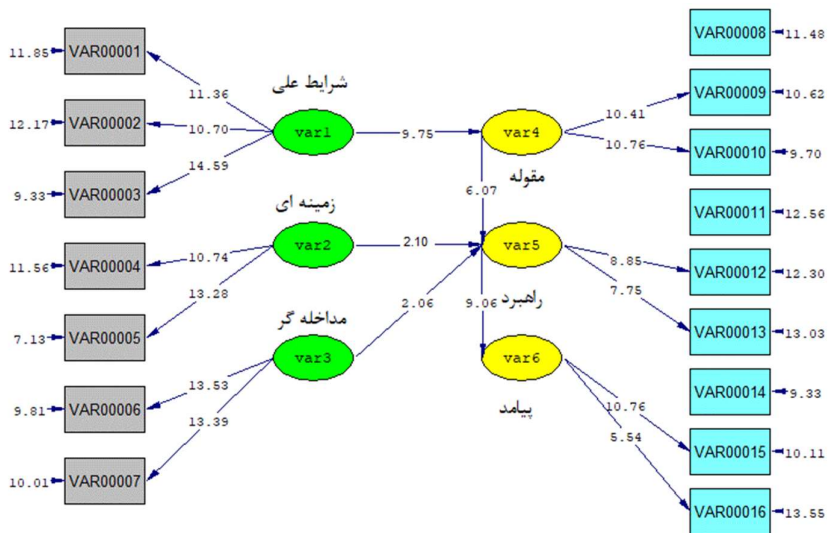 11.85 VAR00001
12.17 VAR00002
9.33 VAR00003
11.56 VAR00004
7.13 VAR00005
9.81 VAR00006
10.01 VAR00007
11.36
10.70
14.59
10.74
13.28
13.53
13.39
شرایط علی
var1
زمینه ای
var2
مداخله گر
var3
9.75
2.10
2.06
var4
مقوله
6.07
var5
راهبرد
9.06
var6
پیامد
10.41
10.76
8.85
7.75
10.76
5.54
VAR00008 11.48
VAR00009 10.62
VAR00010 9.70
VAR00011 12.56
VAR00012 12.30
VAR00013 13.03
VAR00014 9.33
VAR00015 10.11
VAR00016 13.55